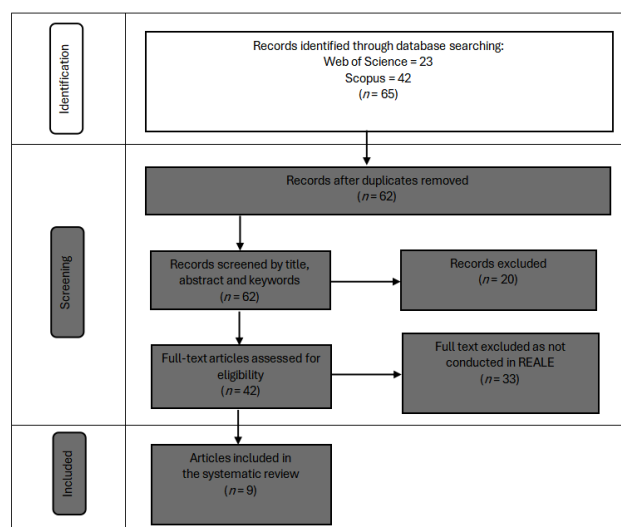 Identification
Records identified through database searching:
Web of Science = 23
Scopus = 42
(n = 65)
Screening
Records after duplicates removed
(n = 62)
Records screened by title,
abstract and keywords
(n = 62)
Records excluded
(n = 20)
Full-text articles assessed for
eligibility
(n = 42)
Full text excluded as not
conducted in REALE
(n = 33)
Included
Articles included in
the systematic review
(n = 9)